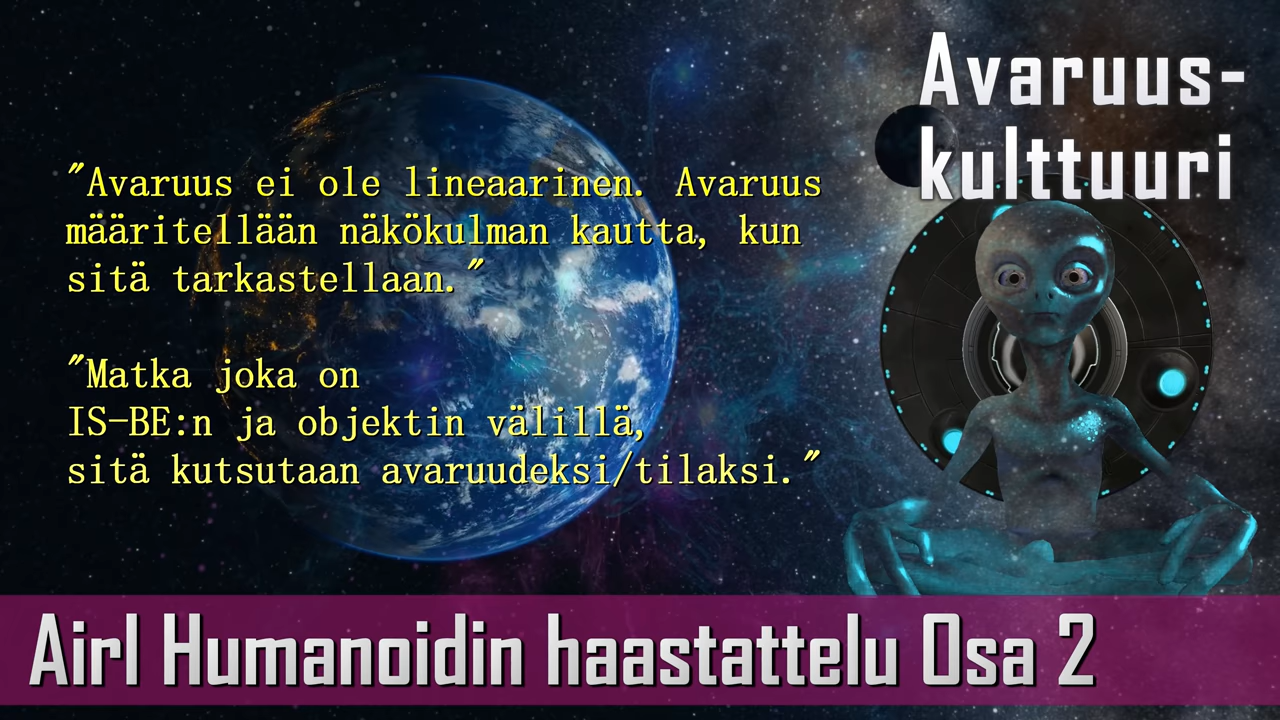 Avaruus-
kulttuuri
"Avaruus ei ole lineaarinen. Avaruus
määritellään näkökulman kautta, kun
sitä tarkastellaan."
"Matka joka on
IS-BE:n ja objektin välillä,
sitä kutsutaan avaruudeksi/tilaksi."
Airl Humanoidin haastattelu Osa 2